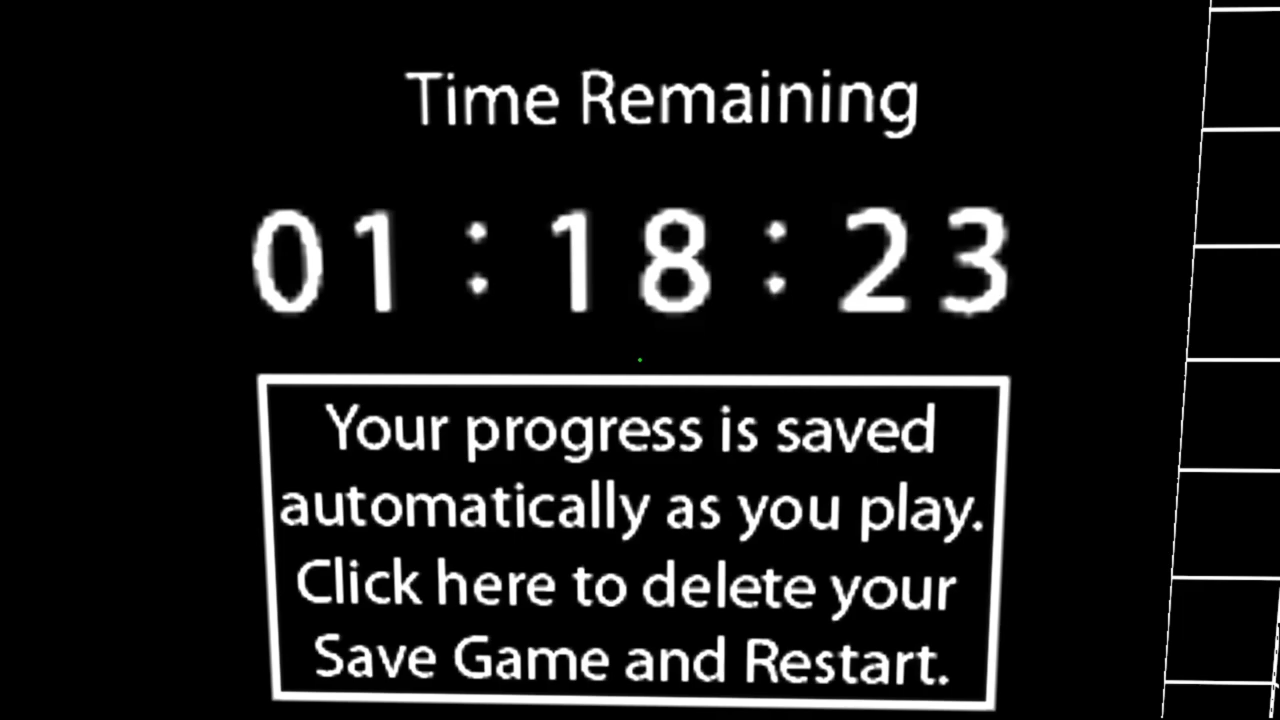 Time Remaining
01:18:23
Your progress is saved
automatically as you play.
Click here to delete your
Save Game and Restart.